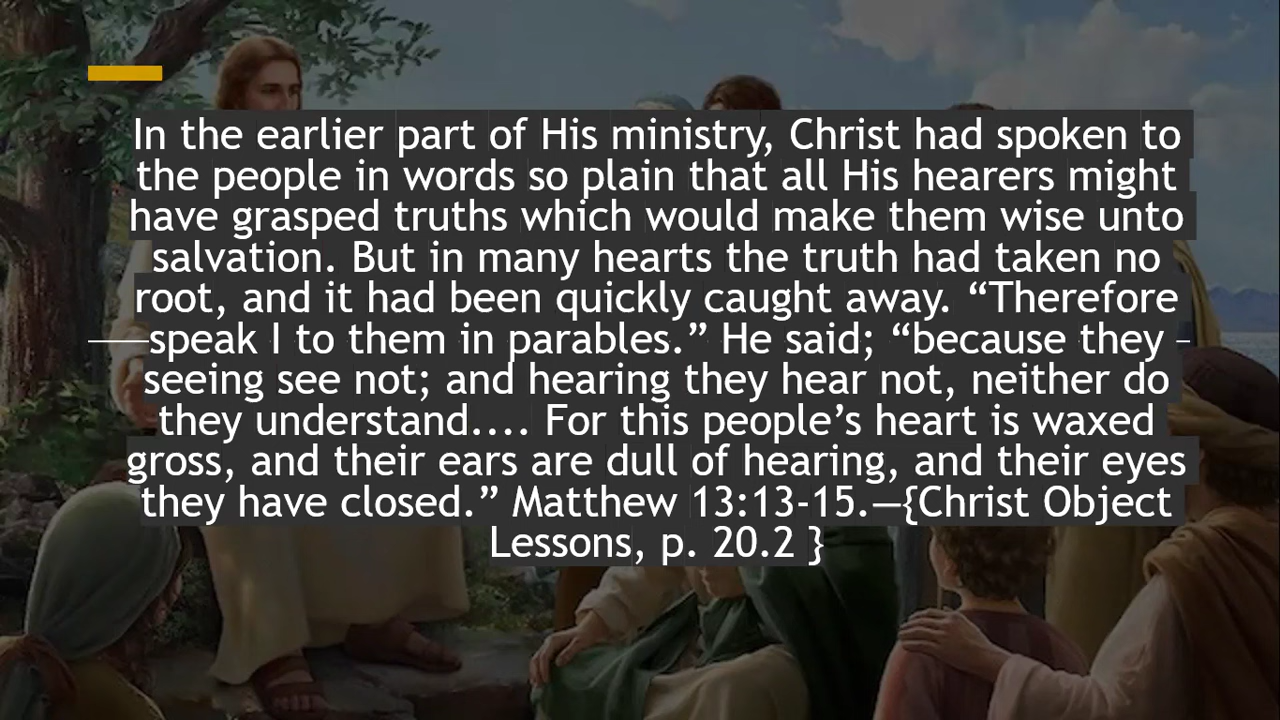 In the earlier part of His ministry, Christ had spoken to
the people in words so plain that all His hearers might
have grasped truths which would make them wise unto
salvation. But in many hearts the truth had taken no
root, and it had been quickly caught away. “Therefore
speak I to them in parables.” He said; “because they
seeing see not; and hearing they hear not, neither do
they understand.... For this people’s heart is waxed
gross, and their ears are dull of hearing, and their eyes
they have closed.” Matthew 13:13-15.—{Christ Object
Lessons, p. 20.2 }